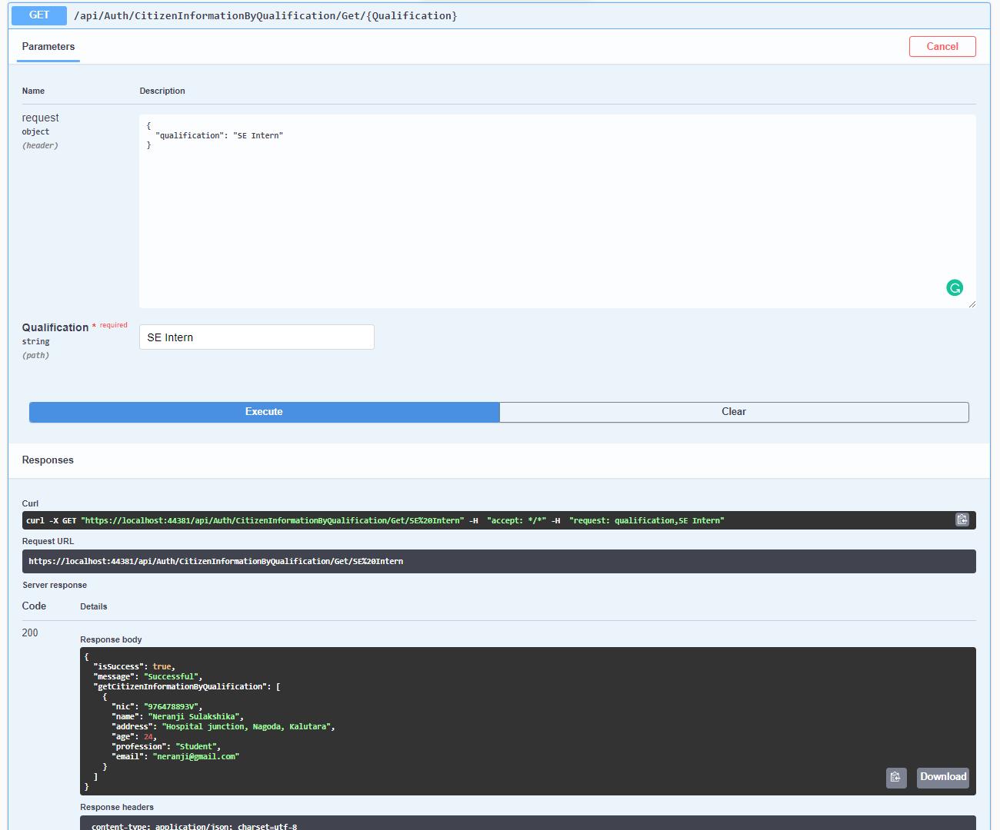 GET /api/Auth/CitizenInformationByQualification/Get/{Qualification}
Parameters
Cancel
Name Description
request
object
(header)
{
  "qualification": "SE Intern"
}
Qualification * required
string
(path)
SE Intern
Execute Clear
Responses
Curl
curl -X GET "https://localhost:44381/api/Auth/CitizenInformationByQualification/Get/SE%20Intern" -H  "accept: */*" -H  "request: qualification,SE Intern"
Request URL
https://localhost:44381/api/Auth/CitizenInformationByQualification/Get/SE%20Intern
Server response
Code Details
200
Response body
{
  "isSuccess": true,
  "message": "Successful",
  "getCitizenInformationByQualification": [
    {
      "nic": "976478893V",
      "name": "Neranji Sulakshika",
      "address": "Hospital junction, Nagoda, Kalutara",
      "age": 24,
      "profession": "Student",
      "email": "neranji@gmail.com"
    }
  ]
}
Download
Response headers
content-type: application/json; charset=utf-8